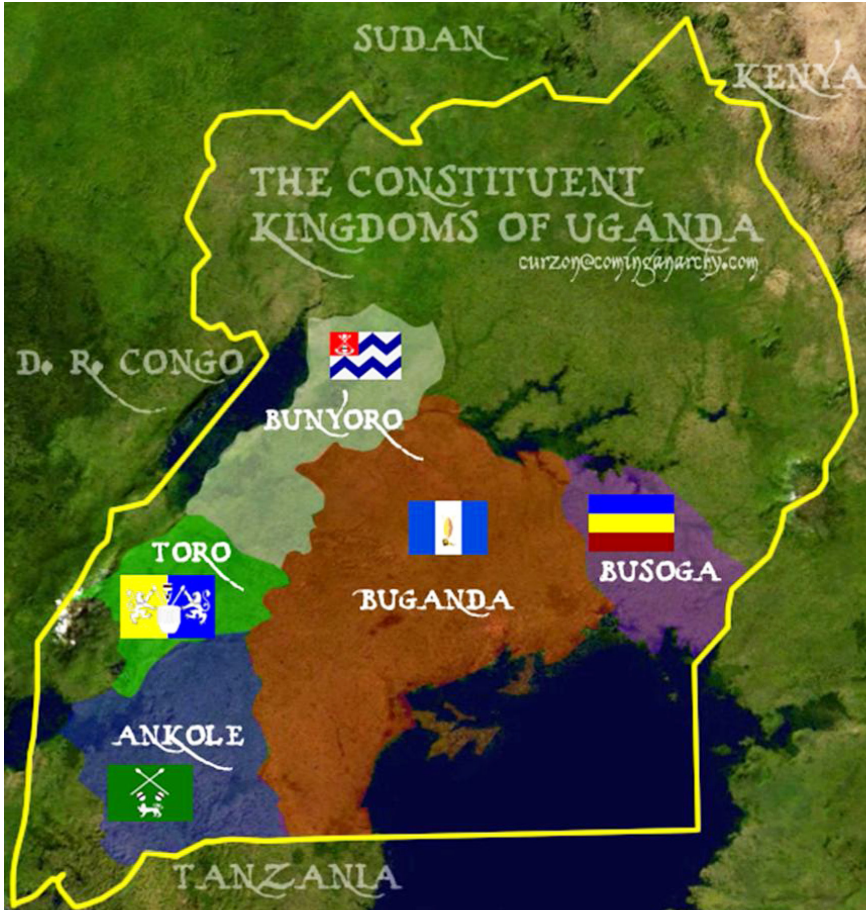 SUDAN
KENYA
THE CONSTITUENT
KINGDOMS OF UGANDA
curzon@cominganarchy.com
D. R. CONGO
BUNYORO
TORO
BUSOGA
BUGANDA
ANKOLE
TANZANIA